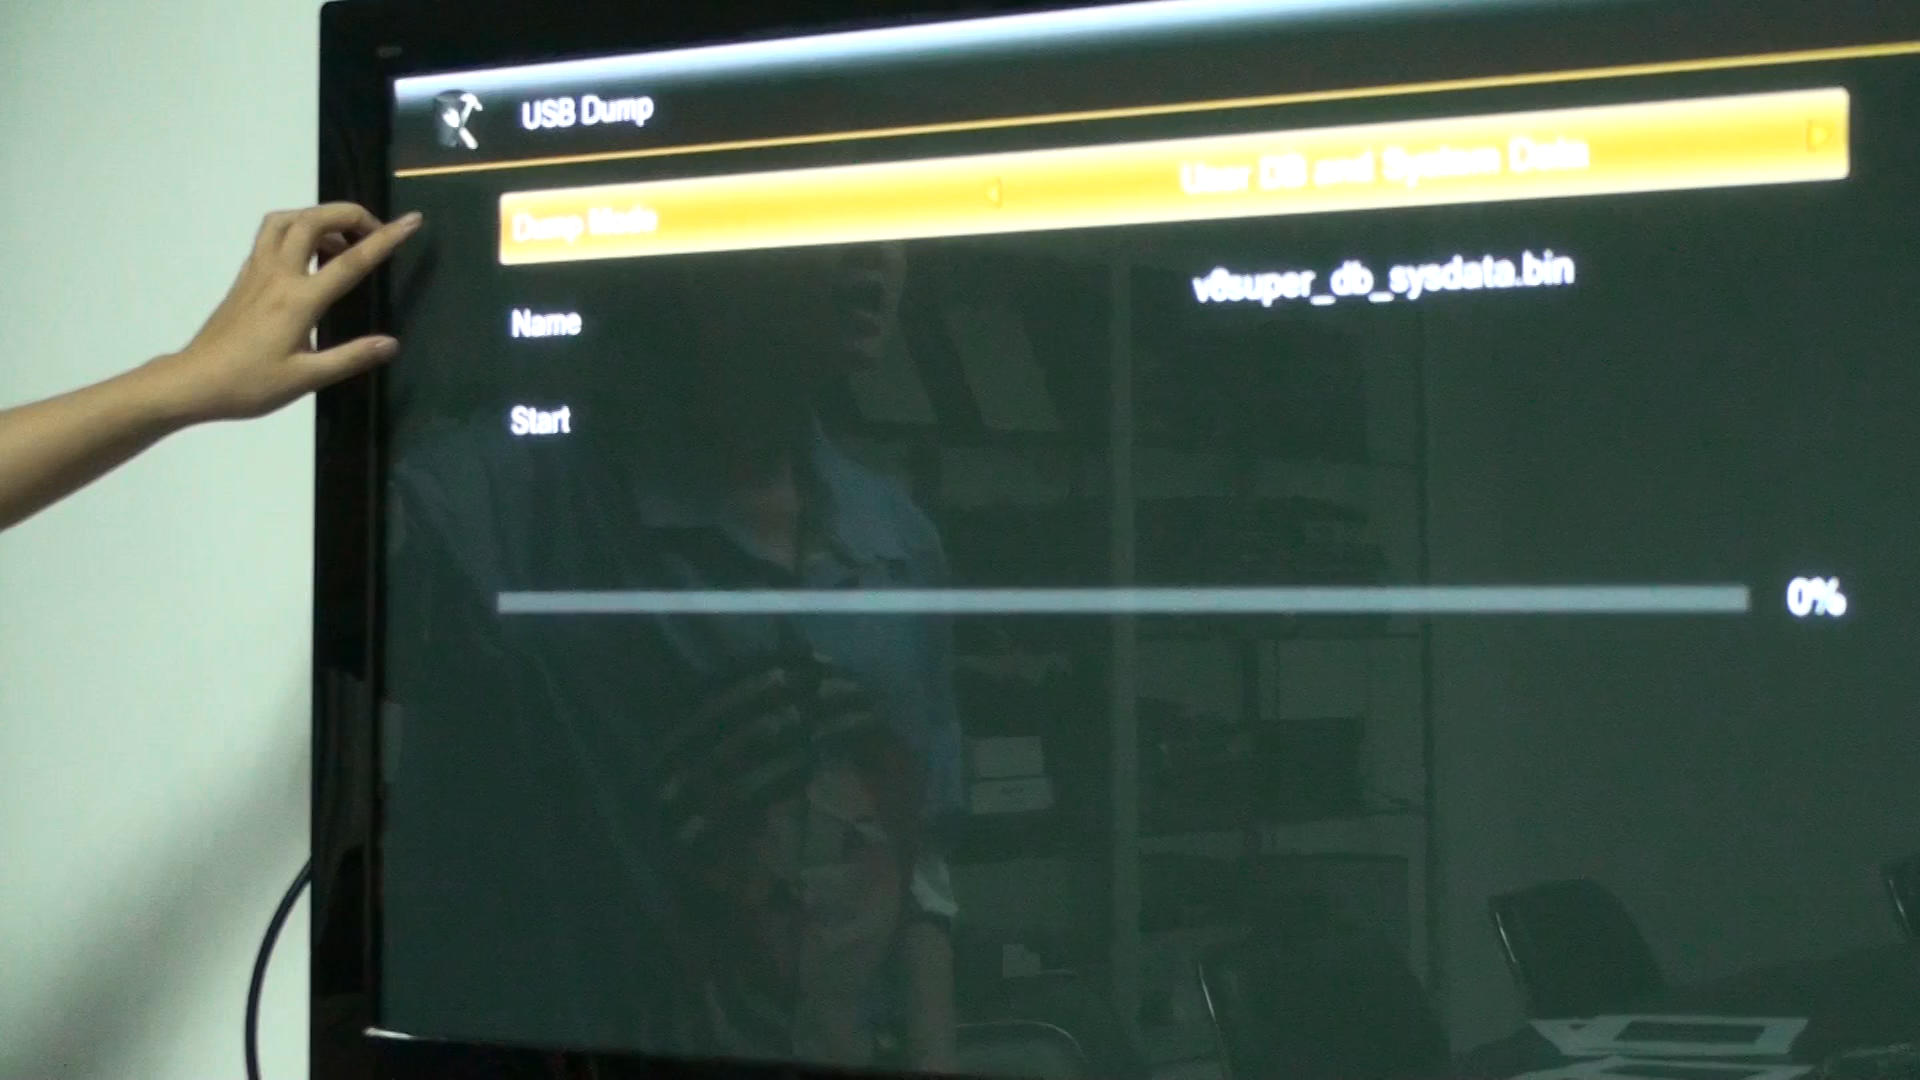 USB Dump
Dump Mode User DB and System Data
Name v8super_db_sysdata.bin
Start
0%